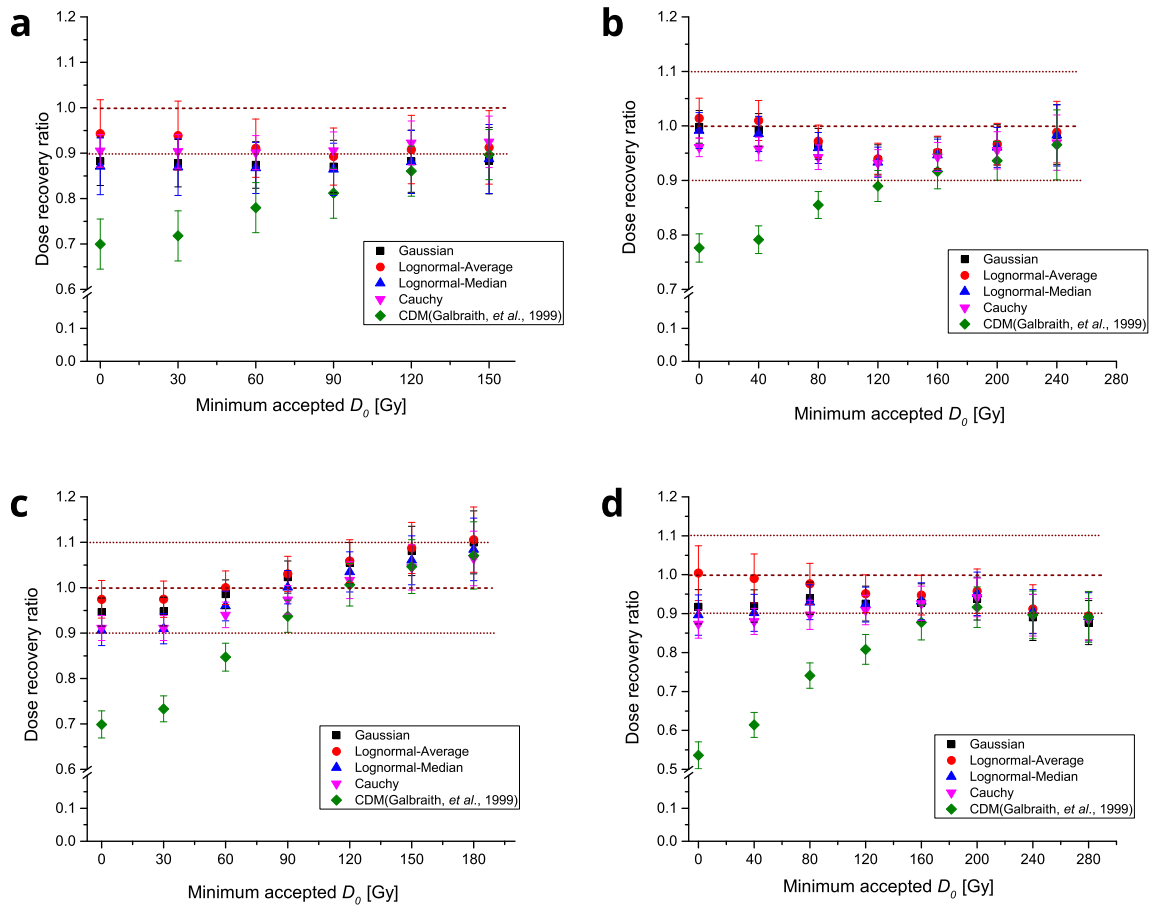 a
1.2
1.1
1.0
0.9
0.8
0.7
0.6
0.1
0.0
Dose recovery ratio
Gaussian
Lognormal-Average
Lognormal-Median
Cauchy
CDM(Galbraith, et al., 1999)
0 30 60 90 120 150
Minimum accepted D0 [Gy]
b
1.2
1.1
1.0
0.9
0.8
0.7
0.1
0.0
Dose recovery ratio
Gaussian
Lognormal-Average
Lognormal-Median
Cauchy
CDM(Galbraith, et al., 1999)
0 40 80 120 160 200 240 280
Minimum accepted D0 [Gy]
c
1.2
1.1
1.0
0.9
0.8
0.7
0.6
0.1
0.0
Dose recovery ratio
Gaussian
Lognormal-Average
Lognormal-Median
Cauchy
CDM(Galbraith, et al., 1999)
0 30 60 90 120 150 180
Minimum accepted D0 [Gy]
d
1.2
1.1
1.0
0.9
0.8
0.7
0.6
0.5
0.1
0.0
Dose recovery ratio
Gaussian
Lognormal-Average
Lognormal-Median
Cauchy
CDM(Galbraith, et al., 1999)
0 40 80 120 160 200 240 280
Minimum accepted D0 [Gy]